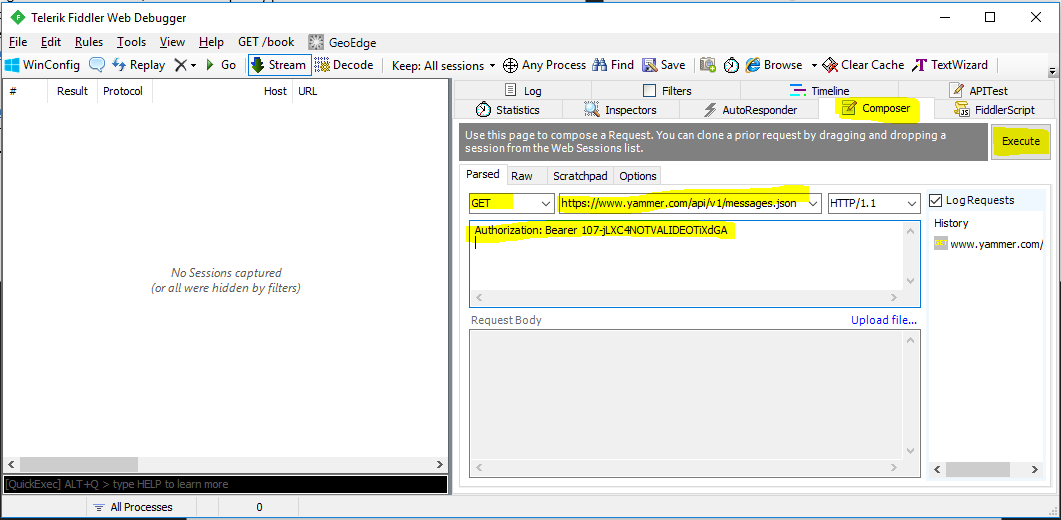 Telerik Fiddler Web Debugger
File Edit Rules Tools View Help GET /book GeoEdge
WinConfig Replay Go Stream Decode Keep: All sessions Any Process Find Save Browse Clear Cache TextWizard
# Result Protocol Host URL
Log Filters Timeline APITest
Statistics Inspectors AutoResponder Composer FiddlerScript
Use this page to compose a Request. You can clone a prior request by dragging and dropping a
session from the Web Sessions list.
Execute
Parsed Raw Scratchpad Options
GET https://www.yammer.com/api/v1/messages.json HTTP/1.1
Log Requests
Authorization: Bearer 107-jLXC4NOTVALIDEOTiXdGA
History
GET www.yammer.com/
No Sessions captured
(or all were hidden by filters)
Request Body Upload file...
[QuickExec] ALT+Q > type HELP to learn more
All Processes 0